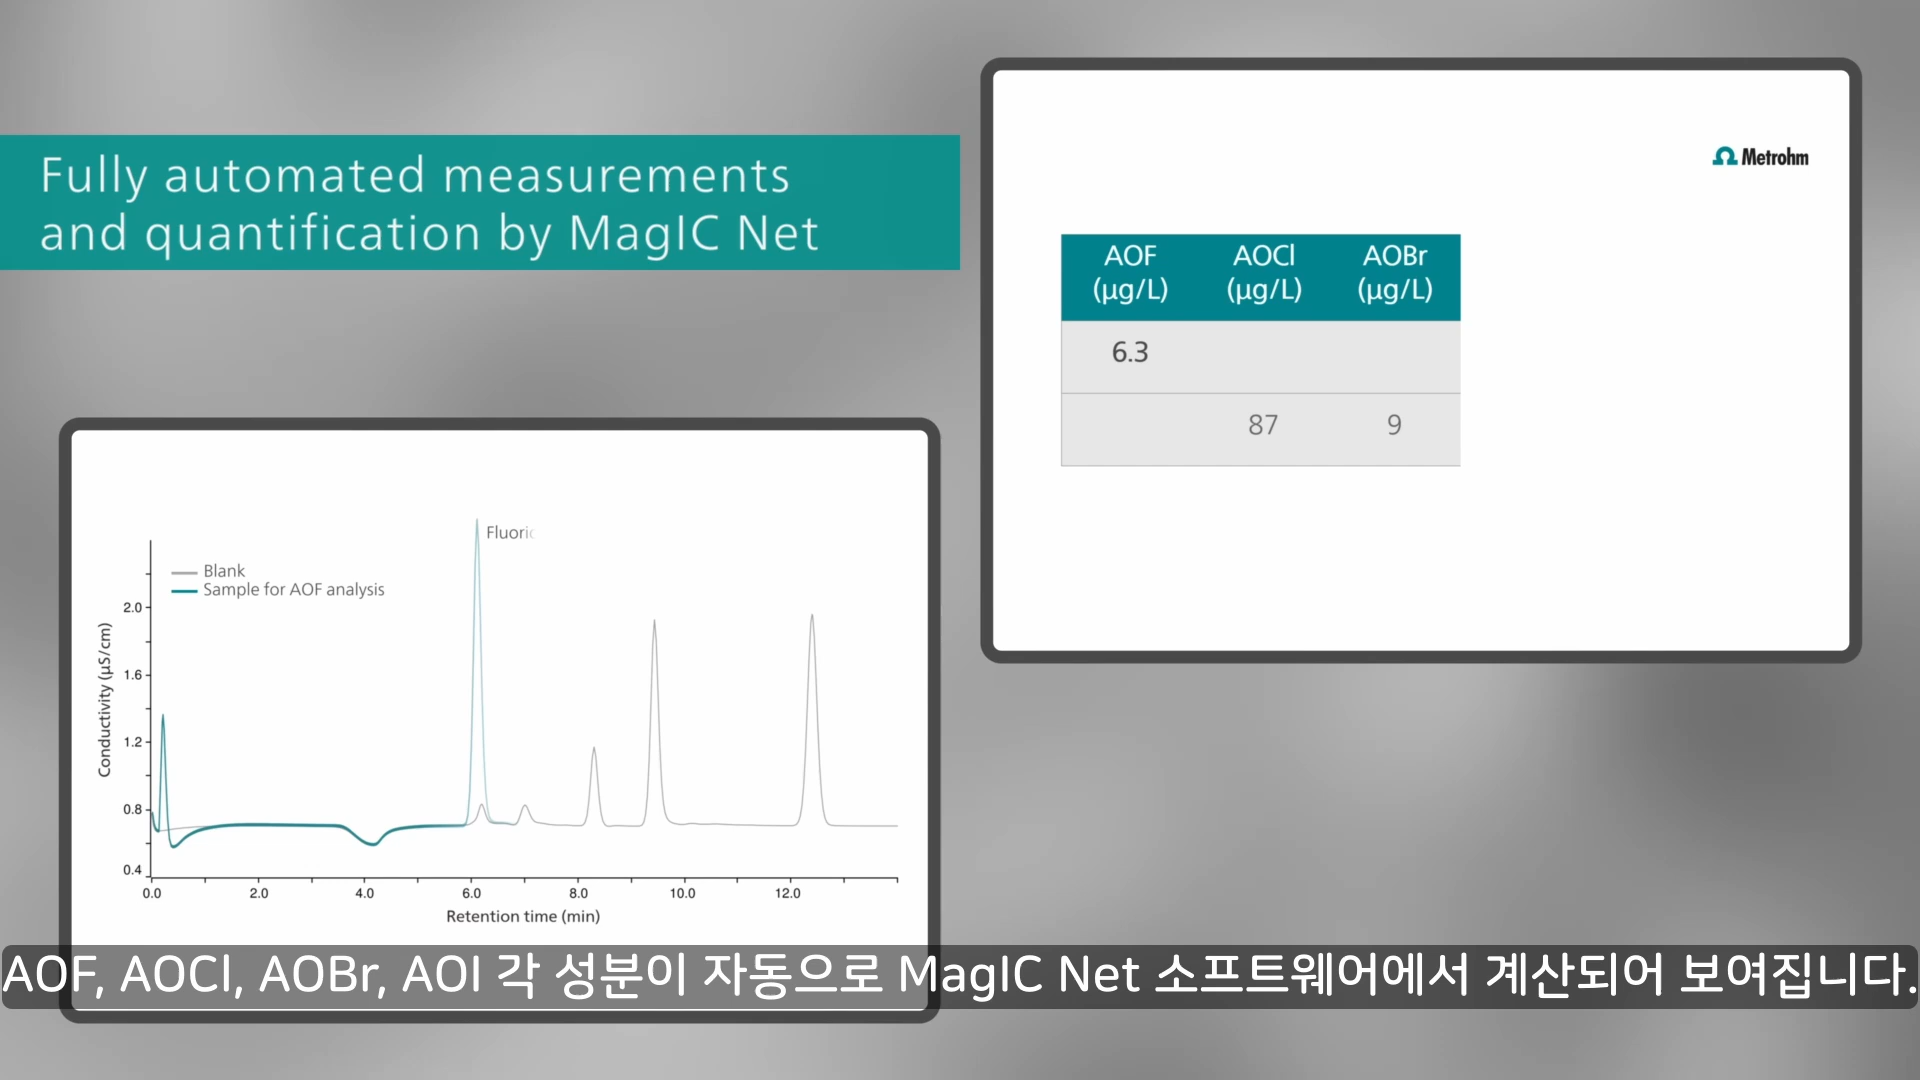 Fully automated measurements
and quantification by MagIC Net
Metrohm
AOF AOCl AOBr
(µg/L) (µg/L) (µg/L)
6.3
87 9
Fluorid
Blank
Sample for AOF analysis
Conductivity (µS/cm)
2.0
1.6
1.2
0.8
0.4
0.0 2.0 4.0 6.0 8.0 10.0 12.0
Retention time (min)
AOF, AOCl, AOBr, AOI 각 성분이 자동으로 MagIC Net 소프트웨어에서 계산되어 보여집니다.